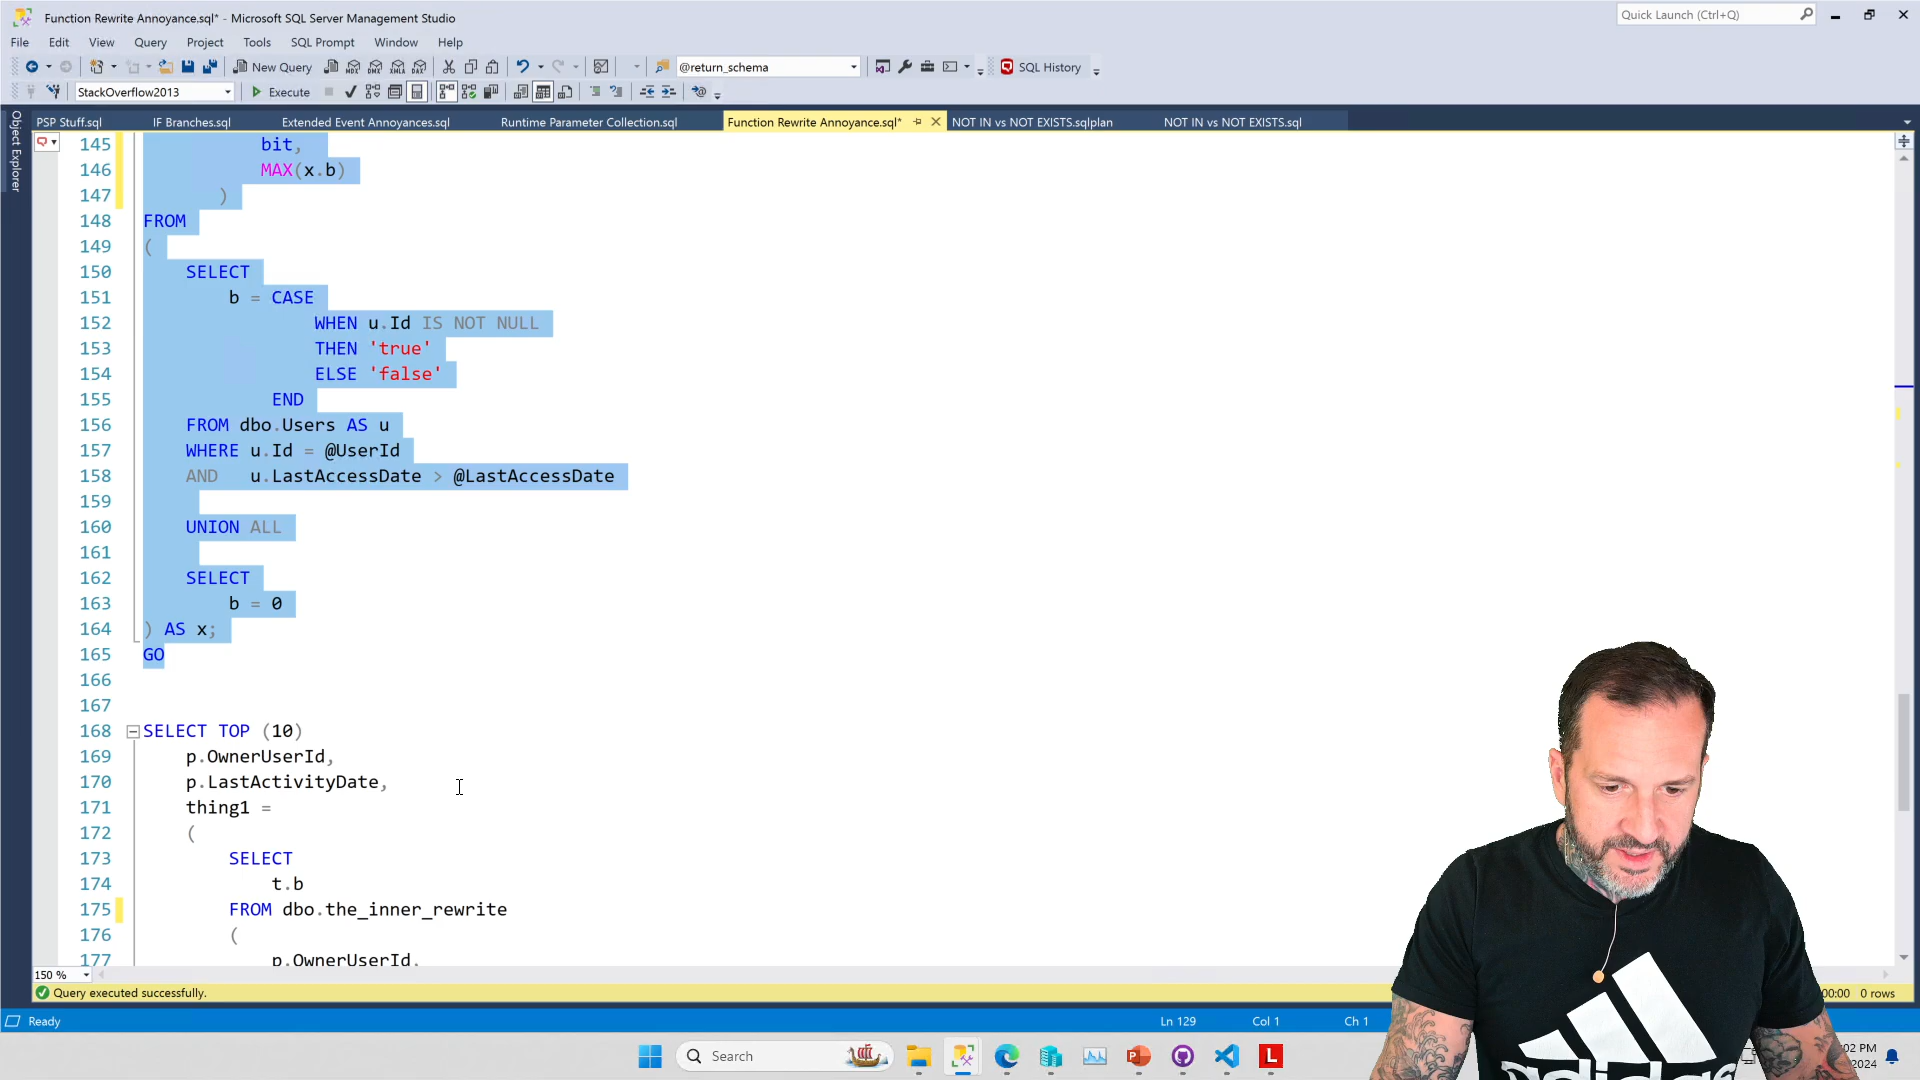 Function Rewrite Annoyance.sql* - Microsoft SQL Server Management Studio
Quick Launch (Ctrl+Q)
File Edit View Query Project Tools SQL Prompt Window Help
New Query
@return_schema
SQL History
StackOverflow2013
Execute
PSP Stuff.sql
IF Branches.sql
Extended Event Annoyances.sql
Runtime Parameter Collection.sql
Function Rewrite Annoyance.sql*
NOT IN vs NOT EXISTS.sqlplan
NOT IN vs NOT EXISTS.sql
Object Explorer
145 bit,
146 MAX(x.b)
147 )
148 FROM
149 (
150 SELECT
151 b = CASE
152 WHEN u.Id IS NOT NULL
153 THEN 'true'
154 ELSE 'false'
155 END
156 FROM dbo.Users AS u
157 WHERE u.Id = @UserId
158 AND u.LastAccessDate > @LastAccessDate
159
160 UNION ALL
161
162 SELECT
163 b = 0
164 ) AS x;
165 GO
166
167
168 SELECT TOP (10)
169 p.OwnerUserId,
170 p.LastActivityDate,
171 thing1 =
172 (
173 SELECT
174 t.b
175 FROM dbo.the_inner_rewrite
176 (
177 p.OwnerUserId,
150 %
Query executed successfully.
00:00 0 rows
Ready
Ln 129
Col 1
Ch 1
Search
:02 PM
2024
adidas